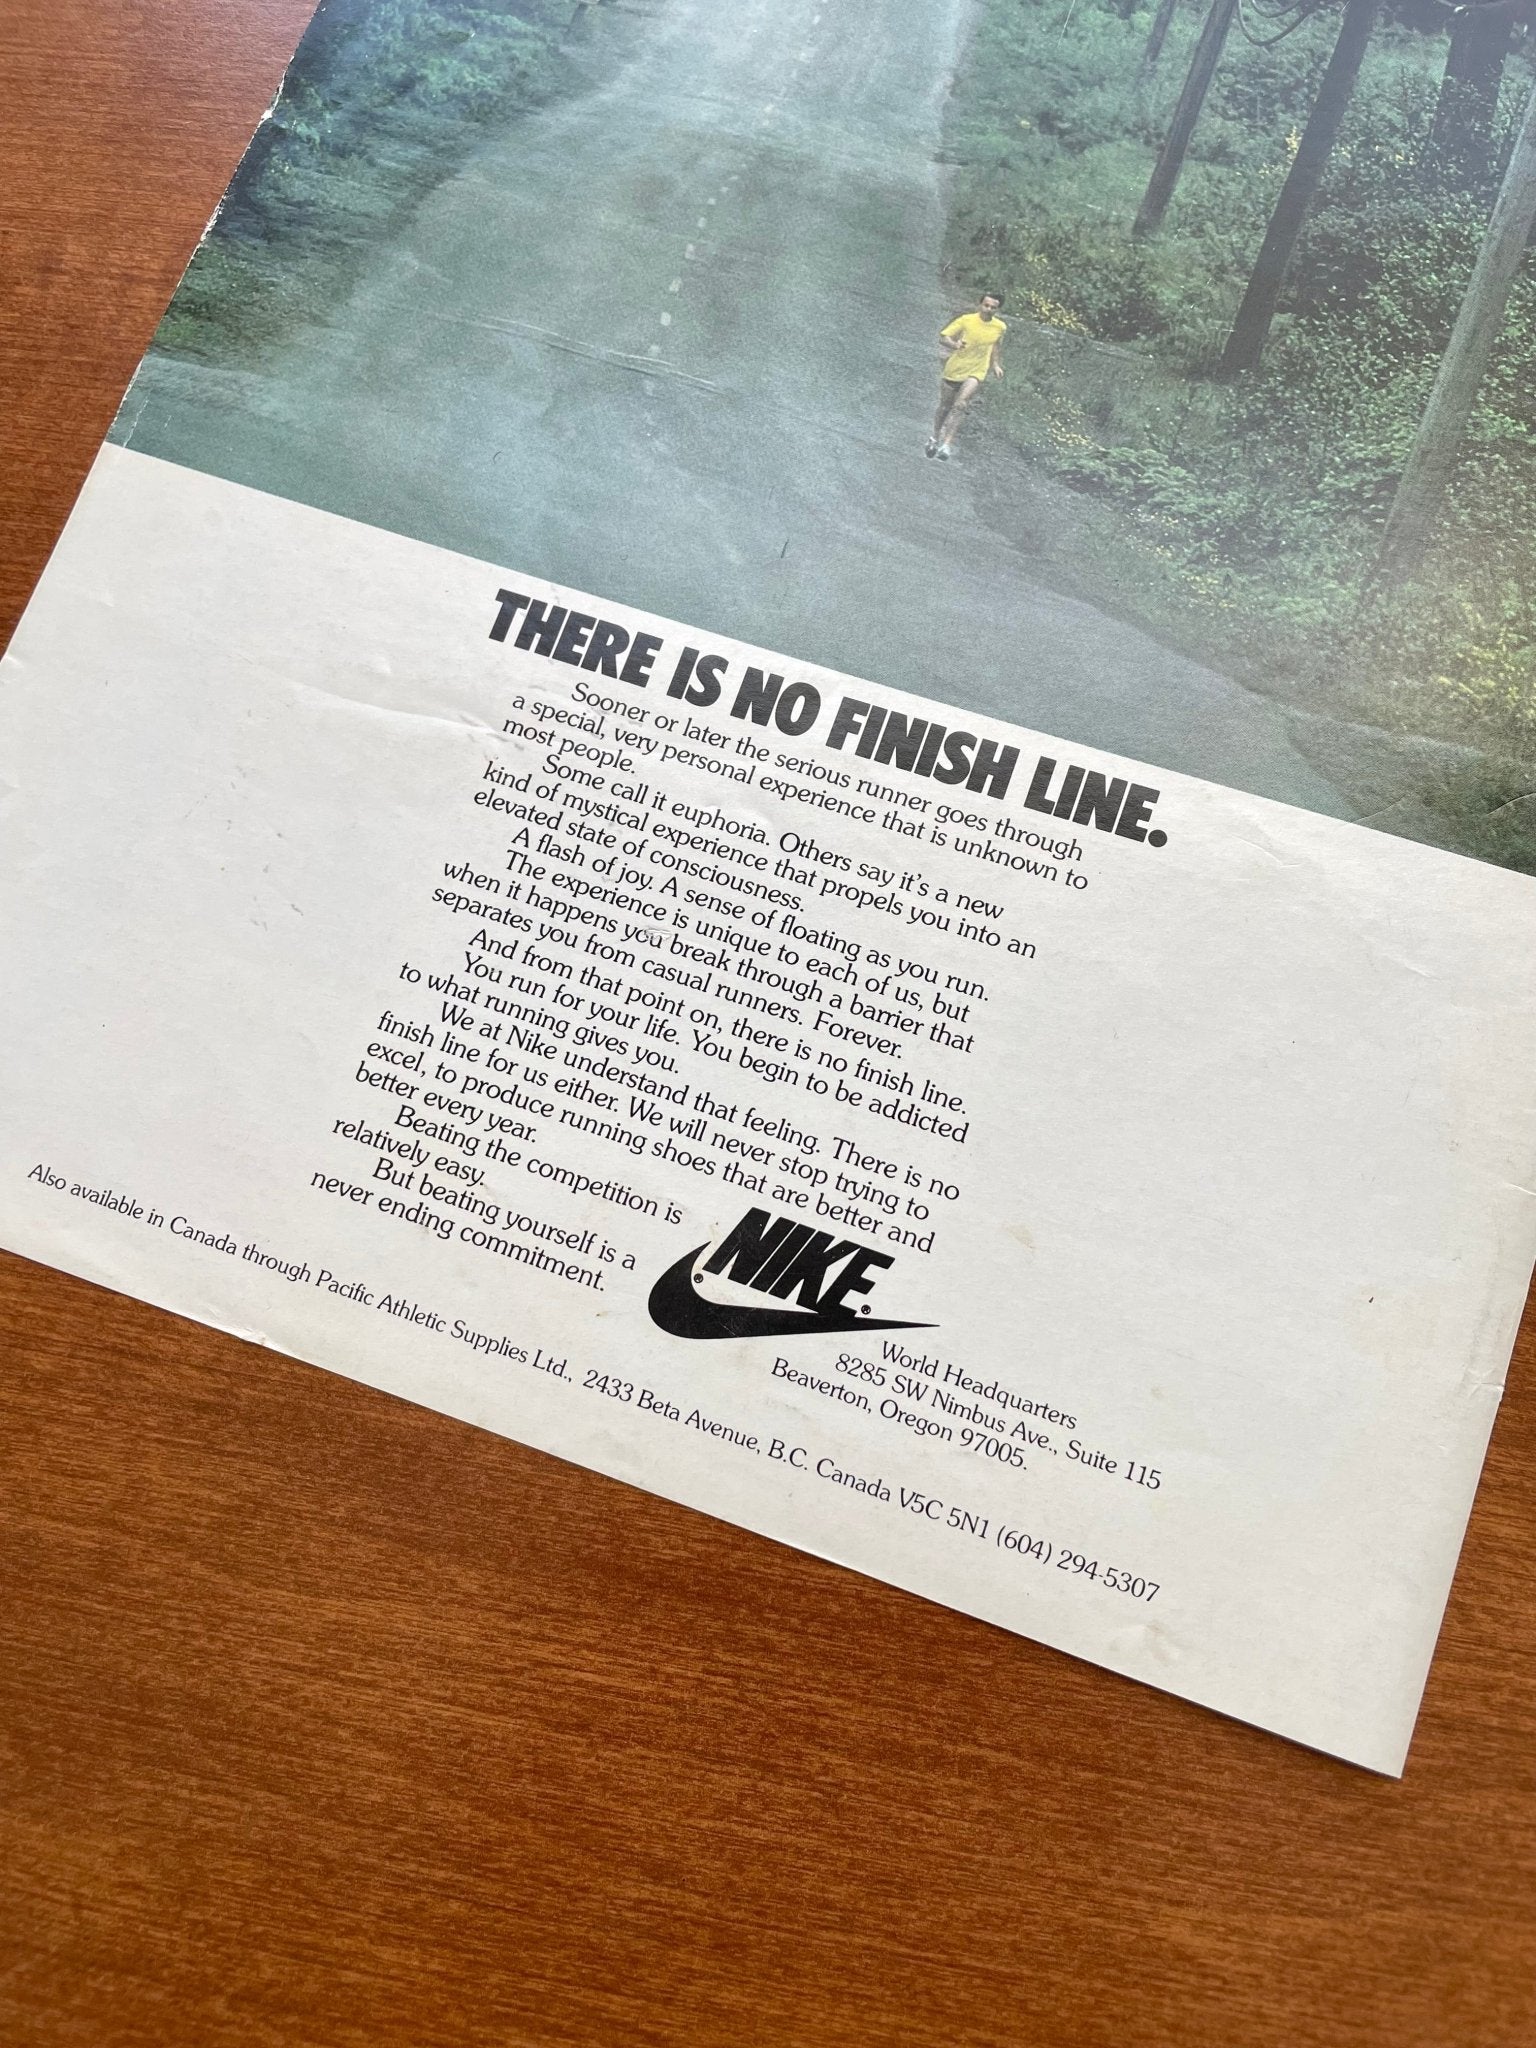 THERE IS NO FINISH LINE.
Sooner or later the serious runner goes through
a special, very personal experience that is unknown to
most people.
Some call it euphoria. Others say it's a new
kind of mystical experience that propels you into an
elevated state of consciousness.
A flash of joy. A sense of floating as you run.
The experience is unique to each of us, but
when it happens you break through a barrier that
separates you from casual runners. Forever.
And from that point on, there is no finish line.
You run for your life. You begin to be addicted
to what running gives you.
We at Nike understand that feeling. There is no
finish line for us either. We will never stop trying to
excel, to produce running shoes that are better and
better every year.
Beating the competition is
relatively easy.
But beating yourself is a
never ending commitment.
® NIKE®
World Headquarters
8285 SW Nimbus Ave., Suite 115
Beaverton, Oregon 97005.
Also available in Canada through Pacific Athletic Supplies Ltd., 2433 Beta Avenue, B.C. Canada V5C 5N1 (604) 294-5307